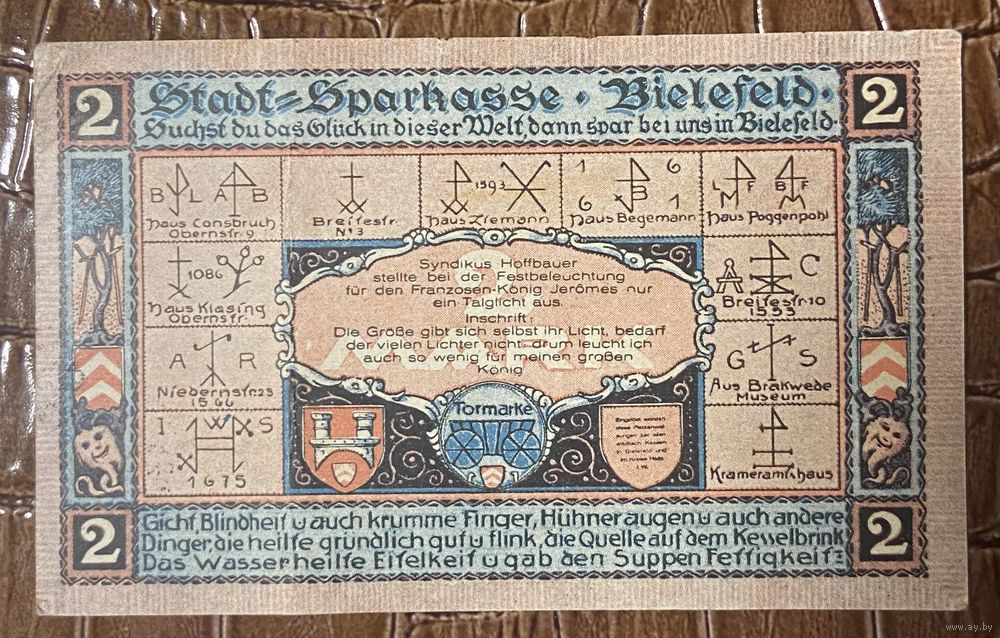 2
Stadt=Sparkasse · Bielefeld·
2
Suchst du das Glück in dieser Welt dann spar bei uns in Bielefeld·
B L A B
Haus Consbruch
Obernstr. 9
Breitestr.
No 3
1593
Haus Ziemann
1 6
B
6 1
Haus Begemann
L F B F
Haus Poggenpohl
1086
Haus Klasing
Obernstr.
Syndikus Hoffbauer
stellte bei der Festbeleuchtung
für den Franzosen-König Jerômes nur
ein Talglicht aus.
Inschrift:
Die Größe gibt sich selbst ihr Licht, bedarf
der vielen Lichter nicht, drum leucht ich
auch so wenig für meinen großen
König
MARK
C
Breitestr 10
1533
A R
Niedernstr 23
1566
G S
Aus Brakwede
Museum
I S
1675
Tormarke
Krameramtshaus
2
Gicht Blindheit u auch krumme Finger, Hühneraugen u auch andere
Dinger, die heilte gründlich gut u flink, die Quelle auf dem Kesselbrink
Das Wasser heilte Eitelkeit u gab den Suppen Fettigkeit=
2
www.ay.by